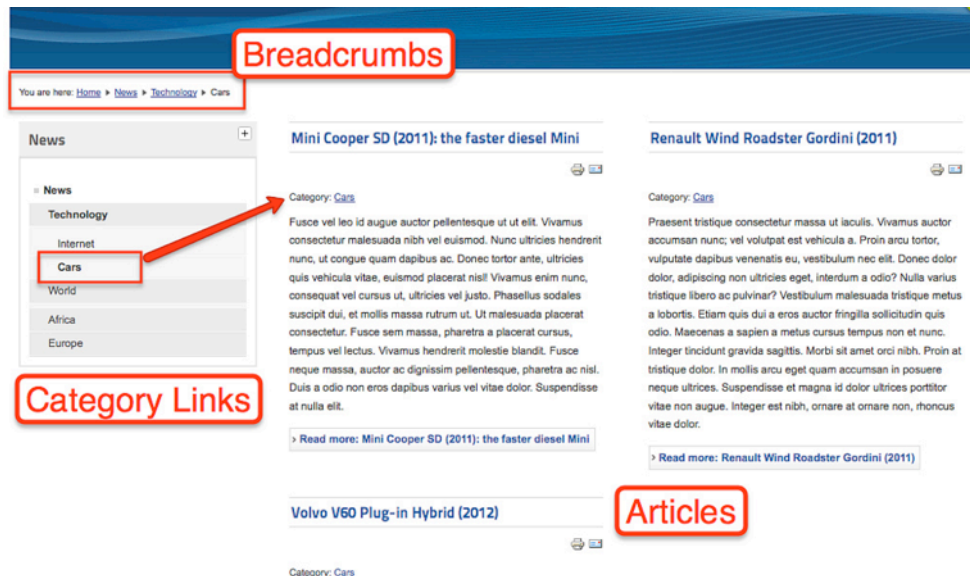 Breadcrumbs
You are here: Home ▸ News ▸ Technology ▸ Cars
News
News
Technology
Internet
Cars
World
Africa
Europe
Category Links
Mini Cooper SD (2011): the faster diesel Mini
Category: Cars
Fusce vel leo id augue auctor pellentesque ut ut elit. Vivamus
consectetur malesuada nibh vel euismod. Nunc ultricies hendrerit
nunc, ut congue quam dapibus ac. Donec tortor ante, ultricies
quis vehicula vitae, euismod placerat nisl! Vivamus enim nunc,
consequat vel cursus ut, ultricies vel justo. Phasellus sodales
suscipit dui, et mollis massa rutrum ut. Ut malesuada placerat
consectetur. Fusce sem massa, pharetra a placerat cursus,
tempus vel lectus. Vivamus hendrerit molestie blandit. Fusce
neque massa, auctor ac dignissim pellentesque, pharetra ac nisl.
Duis a odio non eros dapibus varius vel vitae dolor. Suspendisse
at nulla elit.
› Read more: Mini Cooper SD (2011): the faster diesel Mini
Renault Wind Roadster Gordini (2011)
Category: Cars
Praesent tristique consectetur massa ut iaculis. Vivamus auctor
accumsan nunc; vel volutpat est vehicula a. Proin arcu tortor,
vulputate dapibus venenatis eu, vestibulum nec elit. Donec dolor
dolor, adipiscing non ultricies eget, interdum a odio? Nulla varius
tristique libero ac pulvinar? Vestibulum malesuada tristique metus
a lobortis. Etiam quis dui a eros auctor fringilla sollicitudin quis
odio. Maecenas a sapien a metus cursus tempus non et nunc.
Integer tincidunt gravida sagittis. Morbi sit amet orci nibh. Proin at
tristique dolor. In mollis arcu eget quam accumsan in posuere
neque ultrices. Suspendisse et magna id dolor ultrices porttitor
vitae non augue. Integer est nibh, ornare at ornare non, rhoncus
vitae dolor.
› Read more: Renault Wind Roadster Gordini (2011)
Volvo V60 Plug-in Hybrid (2012)
Articles
Category: Cars